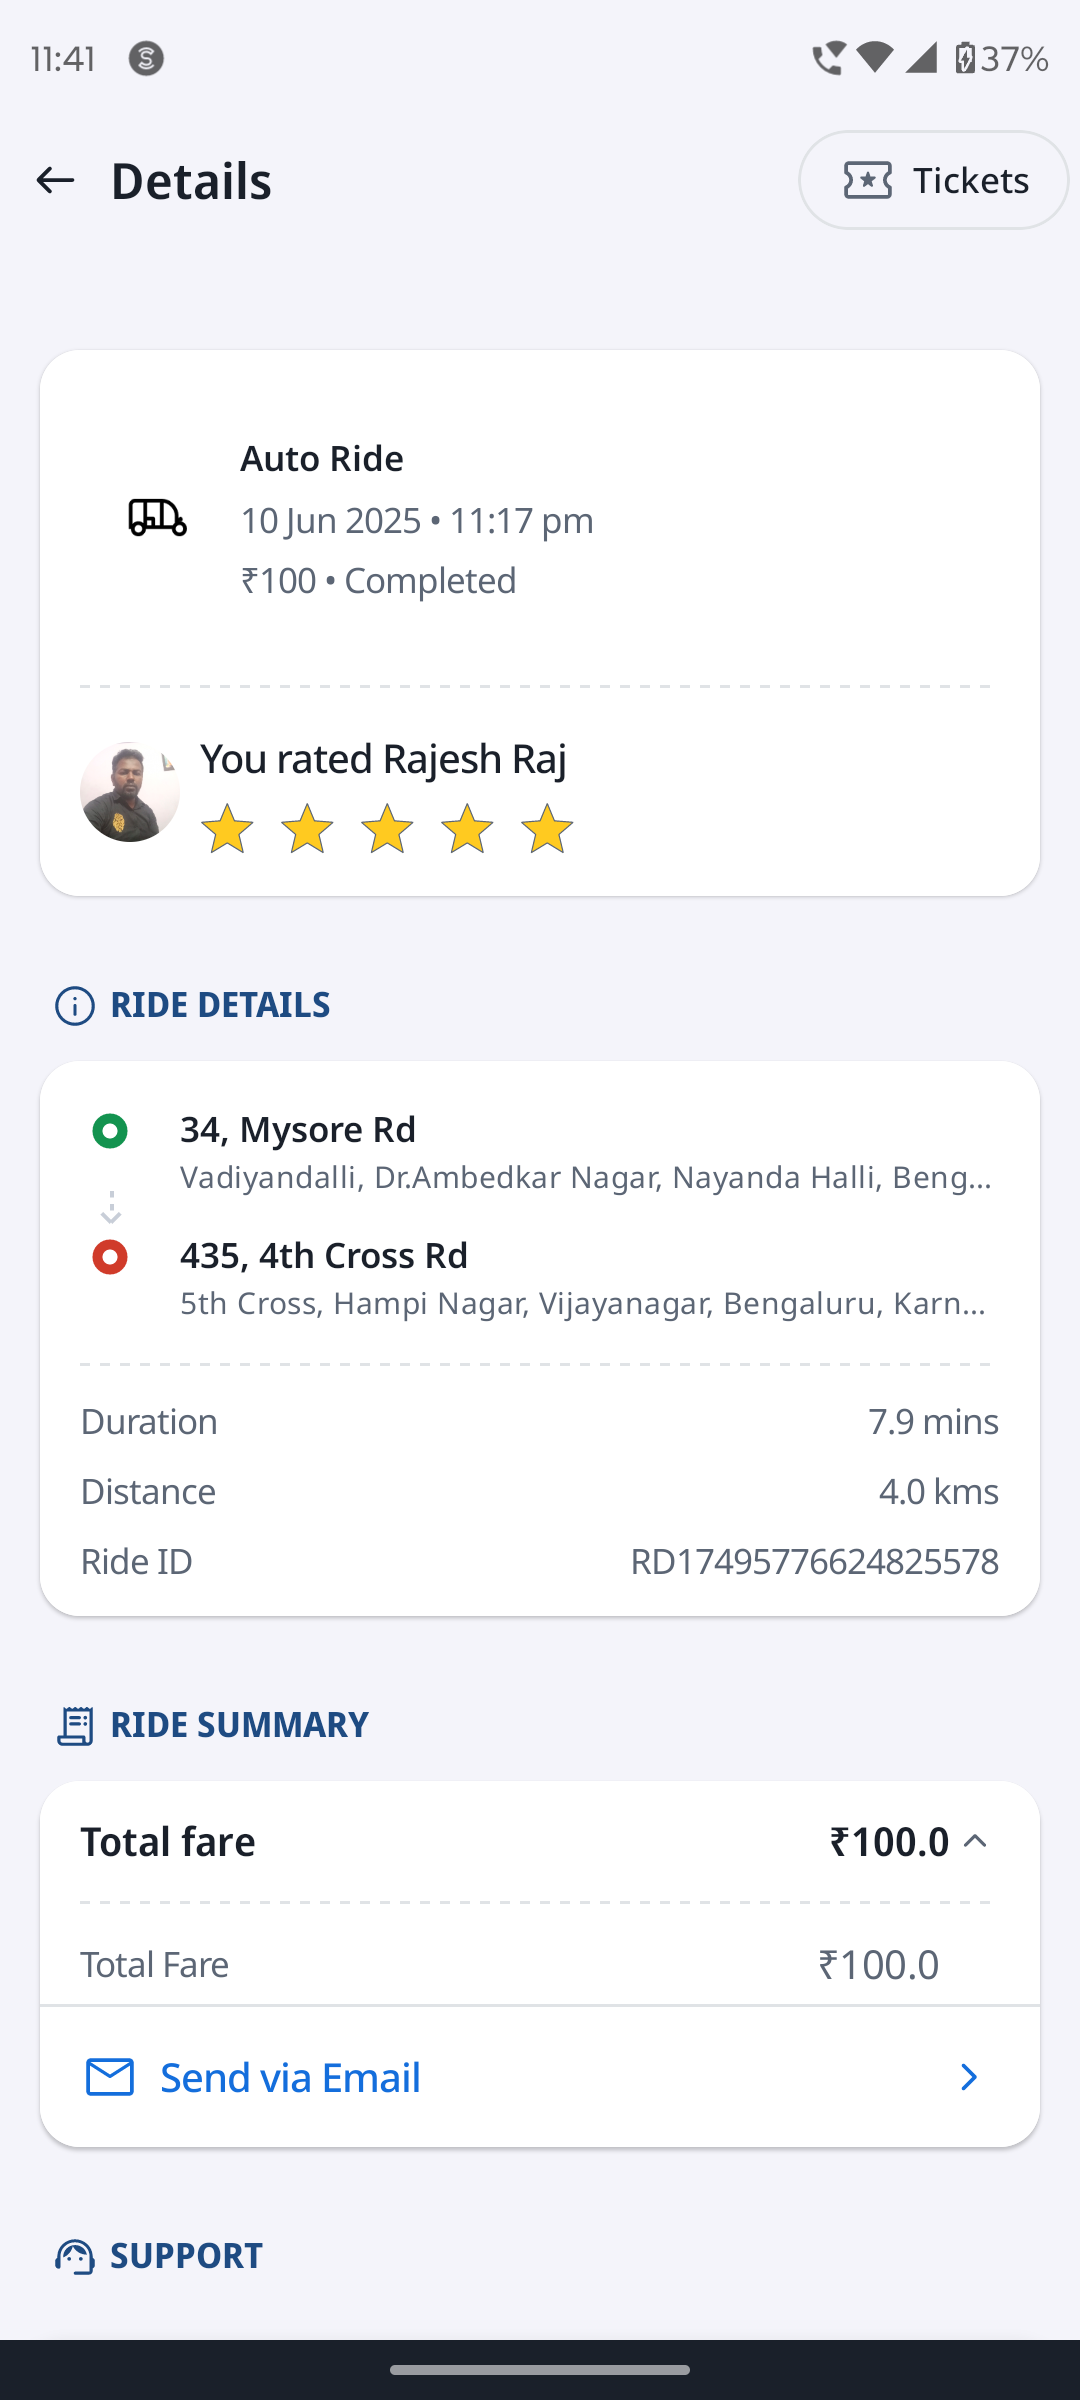 11:41
37%
Details
Tickets
Auto Ride
10 Jun 2025 • 11:17 pm
₹100 • Completed
You rated Rajesh Raj
RIDE DETAILS
34, Mysore Rd
Vadiyandalli, Dr.Ambedkar Nagar, Nayanda Halli, Beng...
435, 4th Cross Rd
5th Cross, Hampi Nagar, Vijayanagar, Bengaluru, Karn...
Duration 7.9 mins
Distance 4.0 kms
Ride ID RD17495776624825578
RIDE SUMMARY
Total fare ₹100.0
Total Fare ₹100.0
Send via Email
SUPPORT